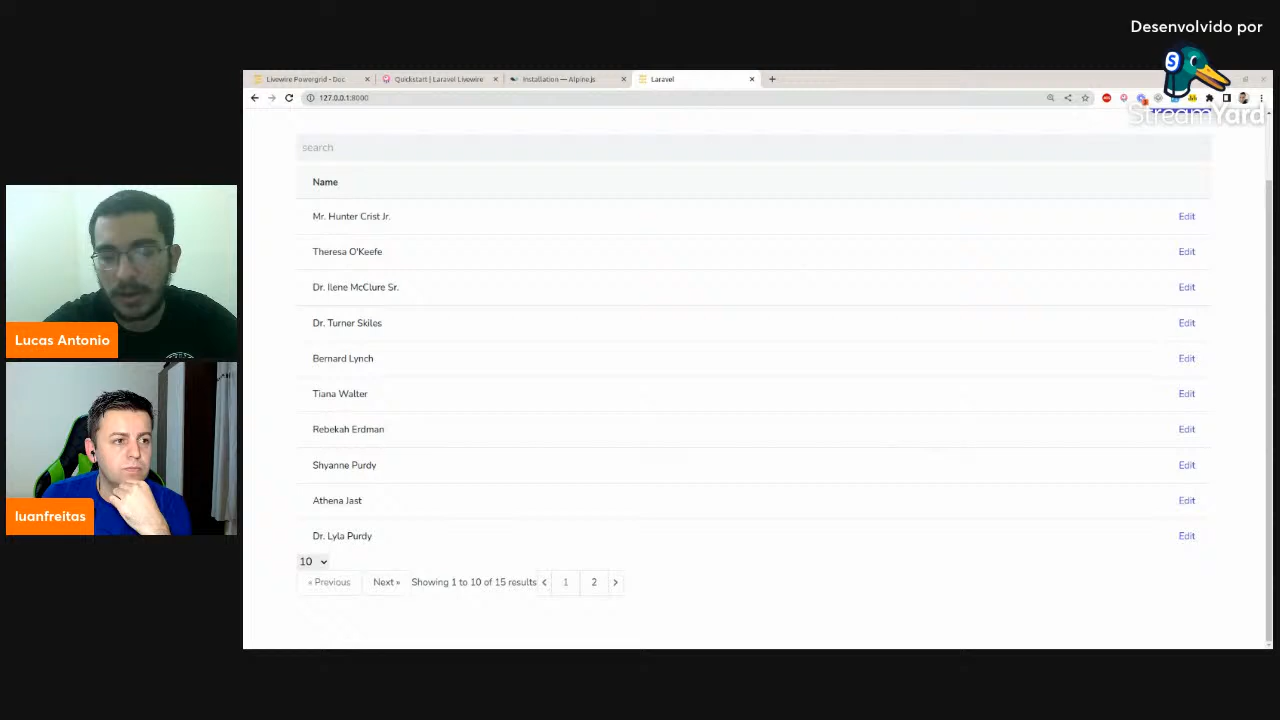 Desenvolvido por
S
StreamYard
Livewire Powergrid - Doc
Quickstart | Laravel Livewire
Installation — Alpine.js
Laravel
127.0.0.1:8000
search
Name
Mr. Hunter Crist Jr. Edit
Theresa O'Keefe Edit
Dr. Ilene McClure Sr. Edit
Dr. Turner Skiles Edit
Bernard Lynch Edit
Tiana Walter Edit
Rebekah Erdman Edit
Shyanne Purdy Edit
Athena Jast Edit
Dr. Lyla Purdy Edit
10
« Previous Next » Showing 1 to 10 of 15 results 1 2
Lucas Antonio
luanfreitas